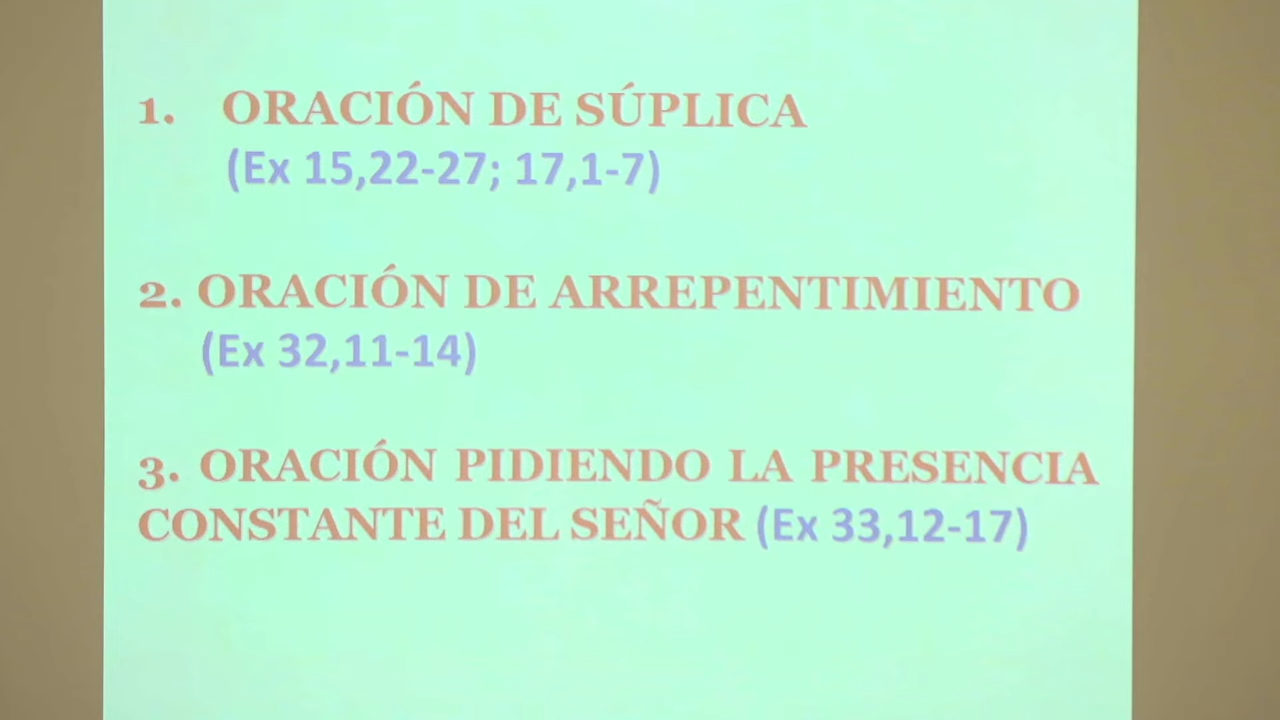 1. ORACIÓN DE SÚPLICA
(Ex 15,22-27; 17,1-7)
2. ORACIÓN DE ARREPENTIMIENTO
(Ex 32,11-14)
3. ORACIÓN PIDIENDO LA PRESENCIA
CONSTANTE DEL SEÑOR (Ex 33,12-17)